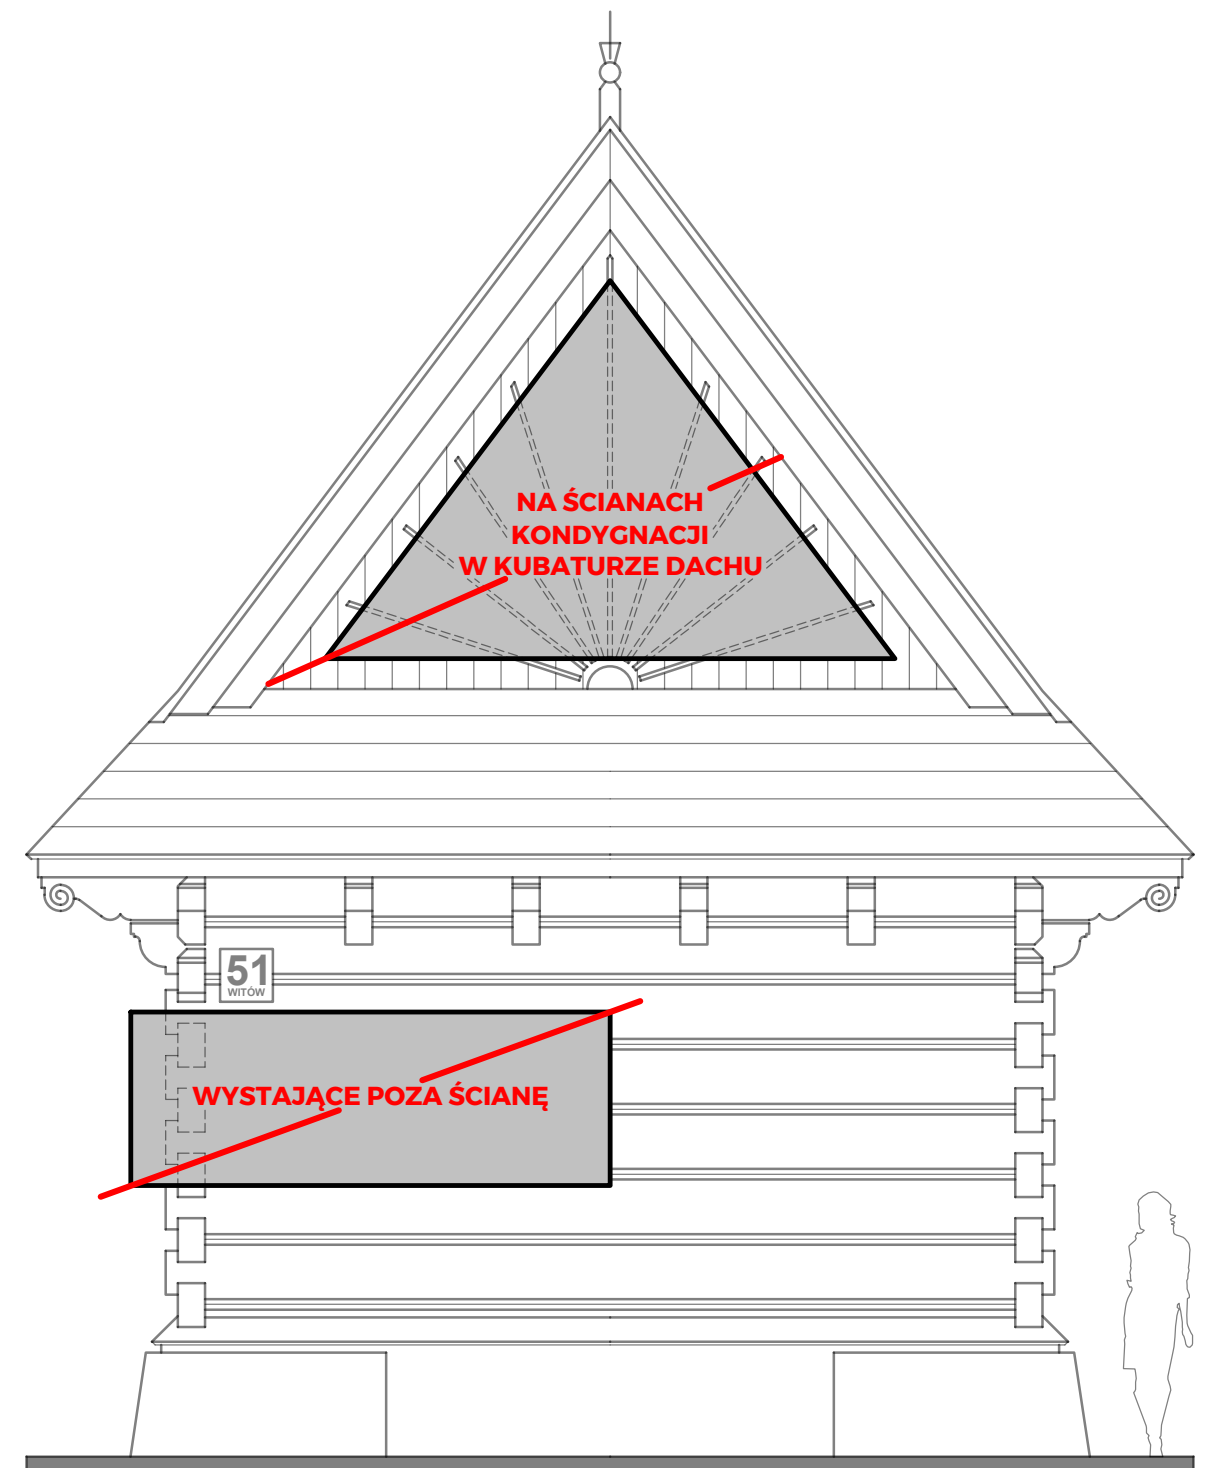 NA ŚCIANACH
KONDYGNACJI
W KUBATURZE DACHU
51
WITÓW
WYSTAJĄCE POZA ŚCIANĘ